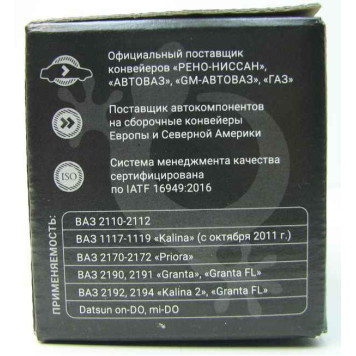 Официальный поставщик
конвейеров «РЕНО-НИССАН»,
«АВТОВАЗ», «GM-АВТОВАЗ», «ГАЗ»
Поставщик автокомпонентов
на сборочные конвейеры
Европы и Северной Америки
ISO
Система менеджмента качества
сертифицирована
по IATF 16949:2016
ПРИМЕНЯЕМОСТЬ:
ВАЗ 2110-2112
ВАЗ 1117-1119 «Kalina» (с октября 2011 г.)
ВАЗ 2170-2172 «Priora»
ВАЗ 2190, 2191 «Granta», «Granta FL»
ВАЗ 2192, 2194 «Kalina 2», «Granta FL»
Datsun on-DO, mi-DO